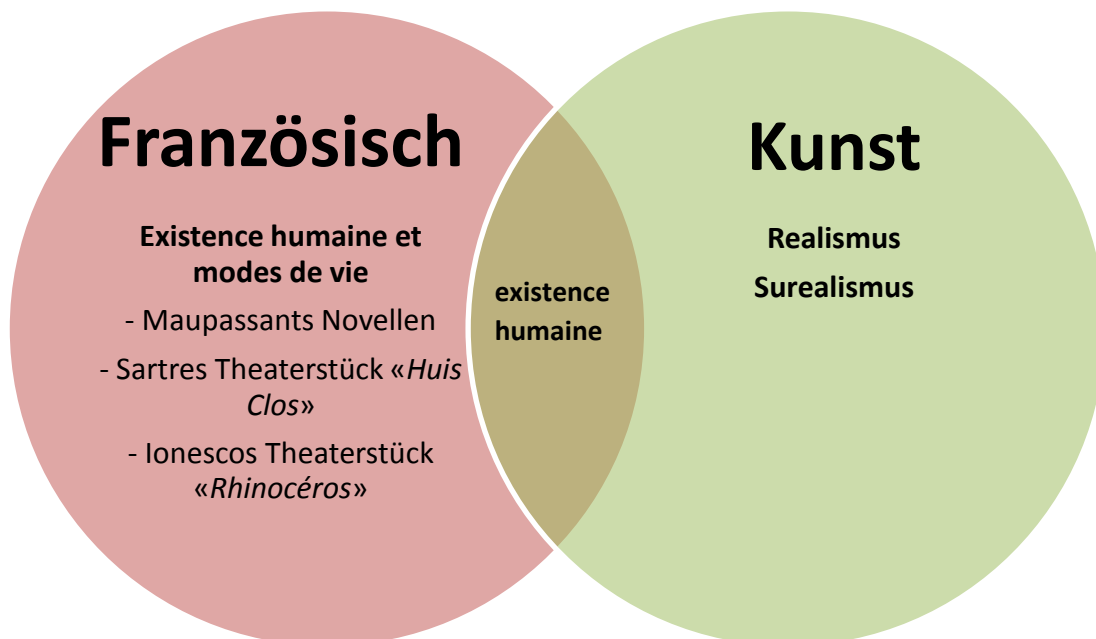 Französisch
Existence humaine et
modes de vie
- Maupassants Novellen
- Sartres Theaterstück «Huis
Clos»
- Ionescos Theaterstück
«Rhinocéros»
existence
humaine
Kunst
Realismus
Surealismus